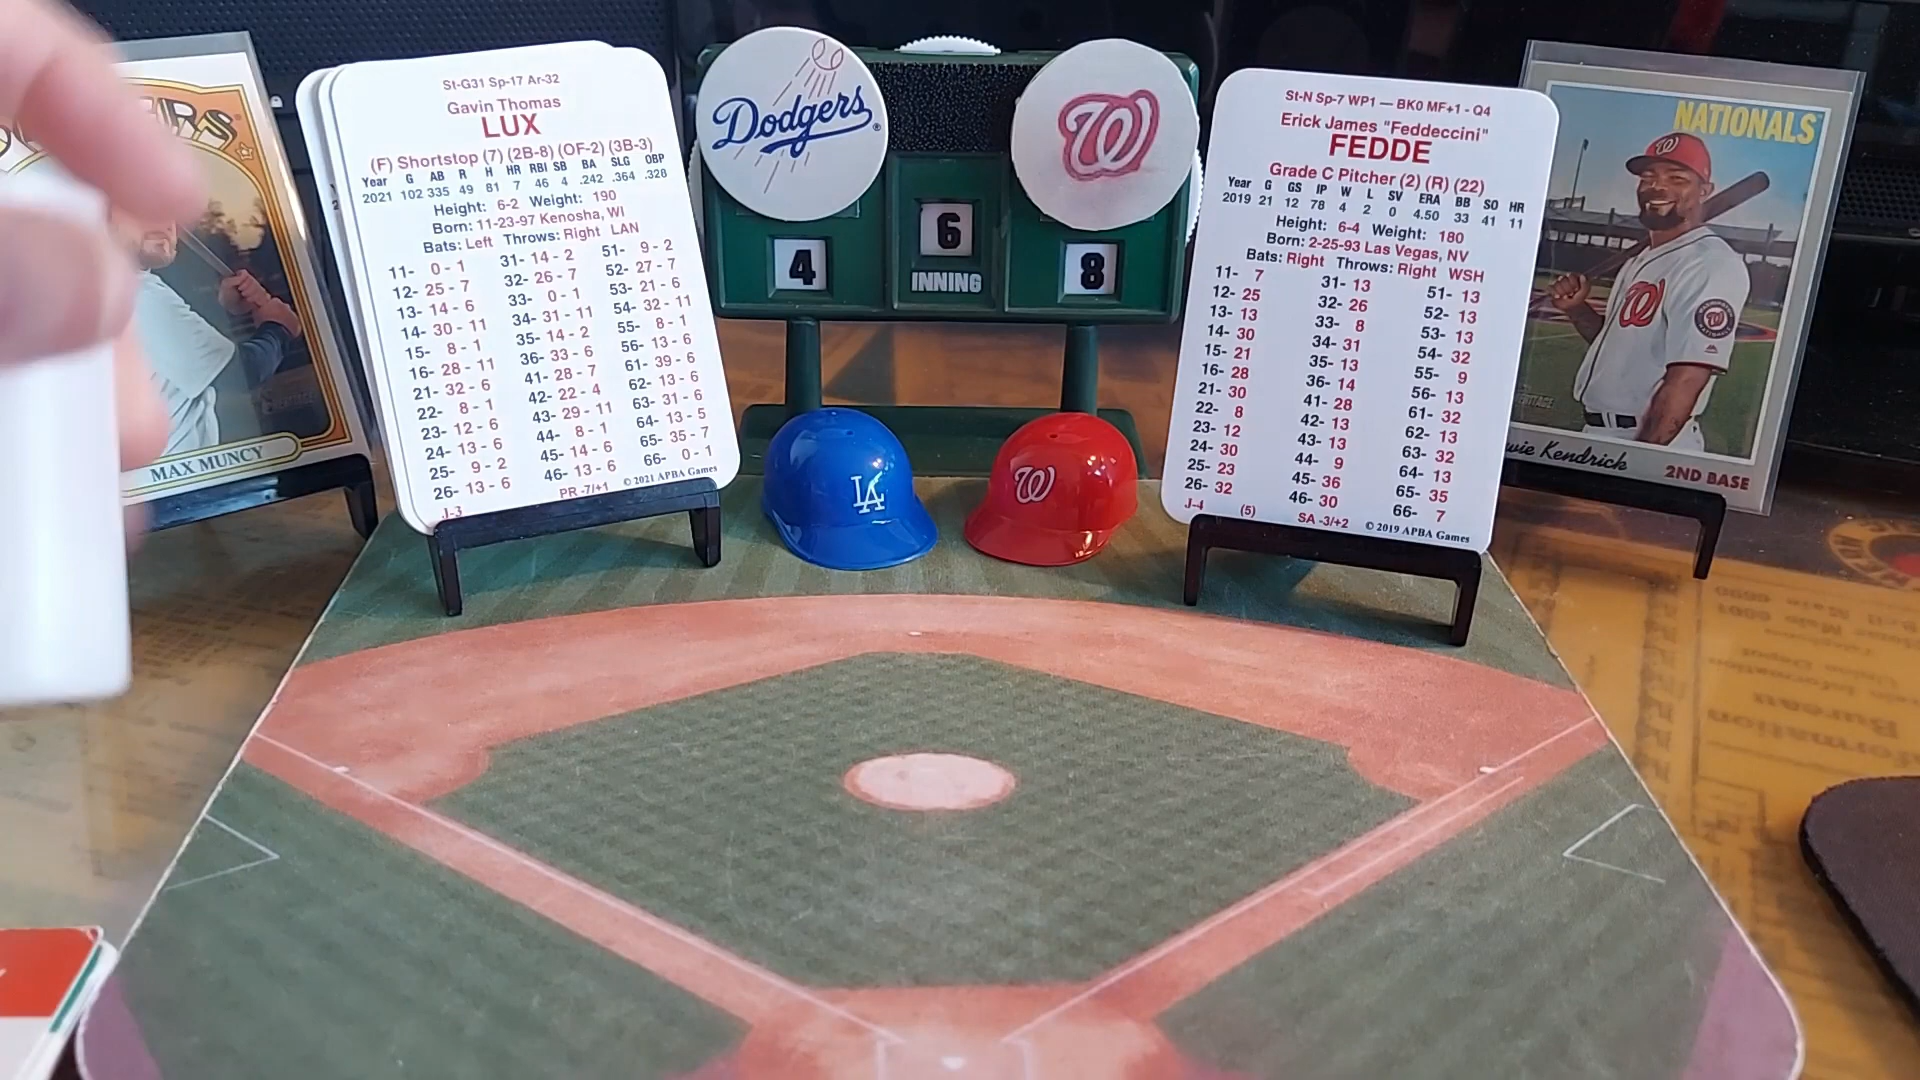 MAX MUNCY
St-G31 Sp-17 Ar-32
Gavin Thomas
LUX
(F) Shortstop (7) (2B-8) (OF-2) (3B-3)
Year G AB R H HR RBI SB BA SLG OBP
2021 102 335 49 81 7 46 4 .242 .364 .328
Height: 6-2 Weight: 190
Born: 11-23-97 Kenosha, WI
Bats: Left Throws: Right LAN
11- 0 - 1 31- 14 - 2 51- 9 - 2
12- 25 - 7 32- 26 - 7 52- 27 - 7
13- 14 - 6 33- 0 - 1 53- 21 - 6
14- 30 - 11 34- 31 - 11 54- 32 - 11
15- 8 - 1 35- 14 - 2 55- 8 - 1
16- 28 - 11 36- 33 - 6 56- 13 - 6
21- 32 - 6 41- 28 - 7 61- 39 - 6
22- 8 - 1 42- 22 - 4 62- 13 - 6
23- 12 - 6 43- 29 - 11 63- 31 - 6
24- 13 - 6 44- 8 - 1 64- 13 - 5
25- 9 - 2 45- 14 - 6 65- 35 - 7
26- 13 - 6 46- 13 - 6 66- 0 - 1
J-3 PR -7/+1 © 2021 APBA Games
Dodgers
W
4
6
INNING
8
LA
W
St-N Sp-7 WP1 — BK0 MF+1 - Q4
Erick James "Feddeccini"
FEDDE
Grade C Pitcher (2) (R) (22)
Year G GS IP W L SV ERA BB SO HR
2019 21 12 78 4 2 0 4.50 33 41 11
Height: 6-4 Weight: 180
Born: 2-25-93 Las Vegas, NV
Bats: Right Throws: Right WSH
11- 7 31- 13 51- 13
12- 25 32- 26 52- 13
13- 13 33- 8 53- 13
14- 30 34- 31 54- 32
15- 21 35- 13 55- 9
16- 28 36- 14 56- 13
21- 30 41- 28 61- 32
22- 8 42- 13 62- 13
23- 12 43- 13 63- 32
24- 30 44- 9 64- 13
25- 23 45- 36 65- 35
26- 32 46- 30 66- 7
J-4 (5) SA -3/+2 © 2019 APBA Games
NATIONALS
W
W
HERITAGE
Kendrick
2ND BASE